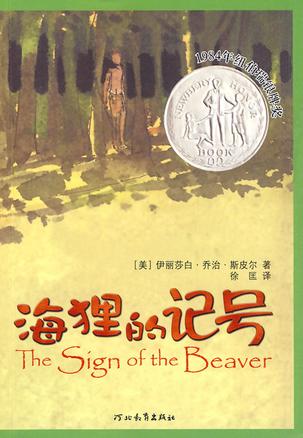 1984年纽伯瑞银牌奖
NEWBERY HONOR
BOOK
[美] 伊丽莎白·乔治·斯皮尔 著
徐匡 译
海狸的记号
The Sign of the Beaver
河北教育出版社